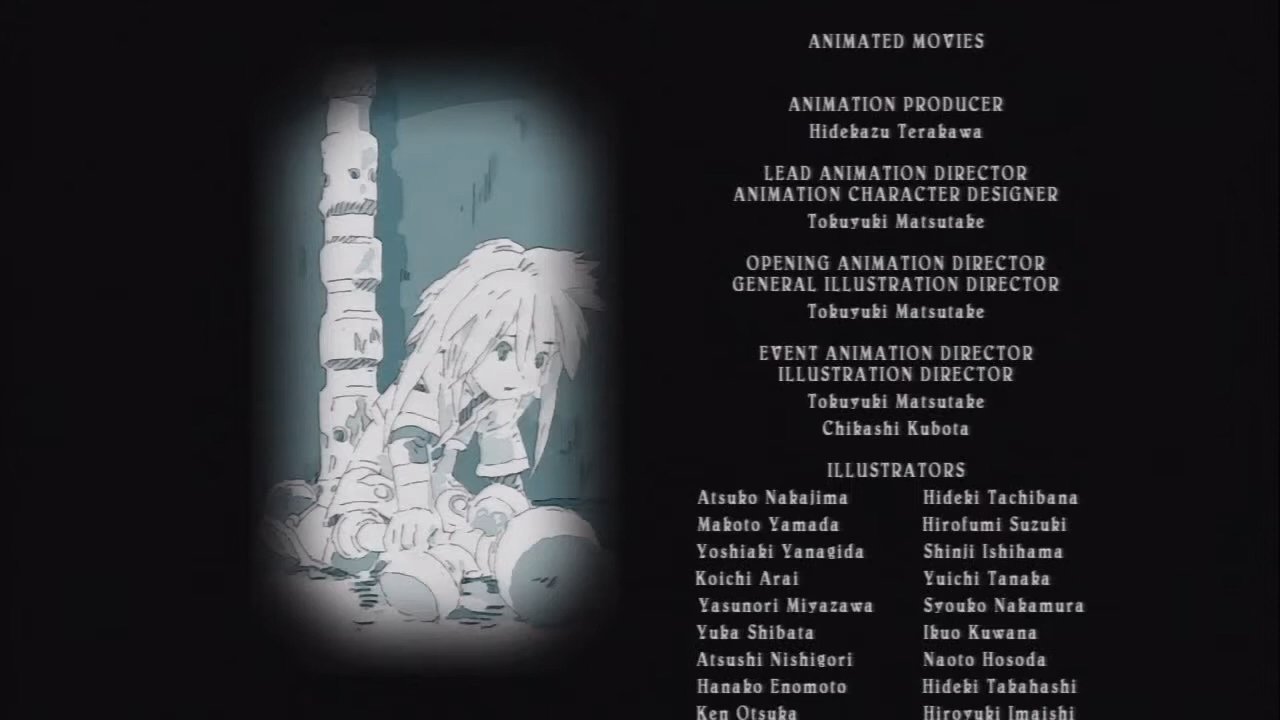 ANIMATED MOVIES
ANIMATION PRODUCER
Hidekazu Terakawa
LEAD ANIMATION DIRECTOR
ANIMATION CHARACTER DESIGNER
Tokuyuki Matsutake
OPENING ANIMATION DIRECTOR
GENERAL ILLUSTRATION DIRECTOR
Tokuyuki Matsutake
EVENT ANIMATION DIRECTOR
ILLUSTRATION DIRECTOR
Tokuyuki Matsutake
Chikashi Kubota
ILLUSTRATORS
Atsuko Nakajima Hideki Tachibana
Makoto Yamada Hirofumi Suzuki
Yoshiaki Yanagida Shinji Ishihama
Koichi Arai Yuichi Tanaka
Yasunori Miyazawa Syouko Nakamura
Yuka Shibata Ikuo Kuwana
Atsushi Nishigori Naoto Hosoda
Hanako Enomoto Hideki Takahashi
Ken Otsuka Hiroyuki Imaishi